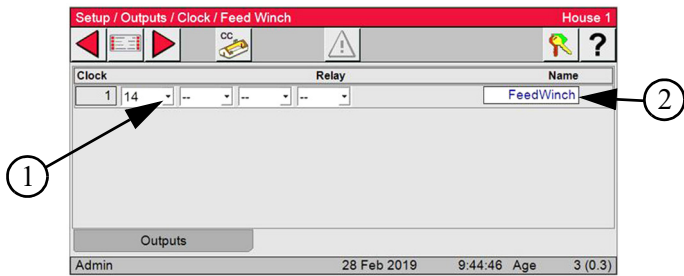 Setup / Outputs / Clock / Feed Winch House 1
CC ?
Clock Relay Name
1 14 -- -- -- FeedWinch
1
2
Outputs
Admin 28 Feb 2019 9:44:46 Age 3 (0.3)